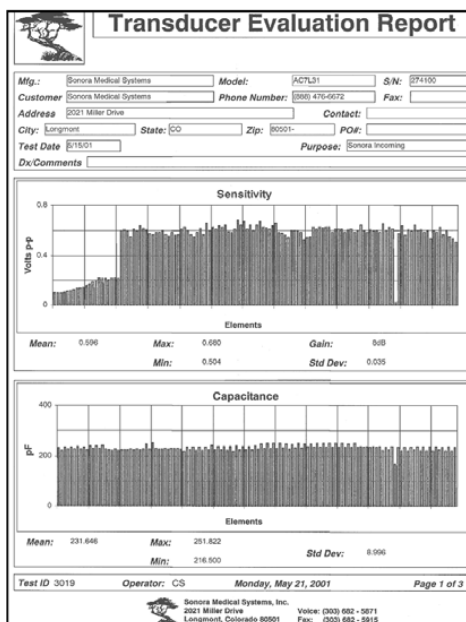 Transducer Evaluation Report
Mfg.: Sonora Medical Systems Model: AC7L31 S/N: 274100
Customer Sonora Medical Systems Phone Number: (888) 476-6672 Fax:
Address 2021 Miller Drive Contact:
City: Longmont State: CO Zip: 80501- PO#:
Test Date 5/15/01 Purpose: Sonora Incoming
Dx/Comments
Sensitivity
0.8
Volts p-p
0.4
0
Elements
Mean: 0.596 Max: 0.680 Gain: 0dB
Min: 0.504 Std Dev: 0.035
Capacitance
400
pF
200
0
Elements
Mean: 231.646 Max: 251.822
Min: 216.500 Std Dev: 8.996
Test ID 3019 Operator: CS Monday, May 21, 2001 Page 1 of 3
Sonora Medical Systems, Inc.
2021 Miller Drive Voice: (303) 682 - 5871
Longmont, Colorado 80501 Fax: (303) 682 - 5915